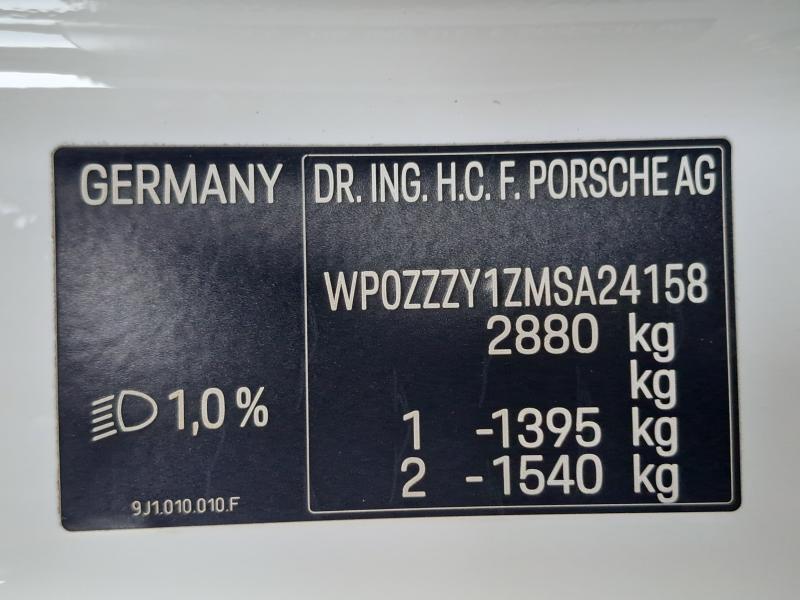 GERMANY
DR. ING. H.C. F. PORSCHE AG
WP0ZZZY1ZMSA24158
2880 kg
kg
1,0 %
1 -1395 kg
2 -1540 kg
9J1.010.010.F